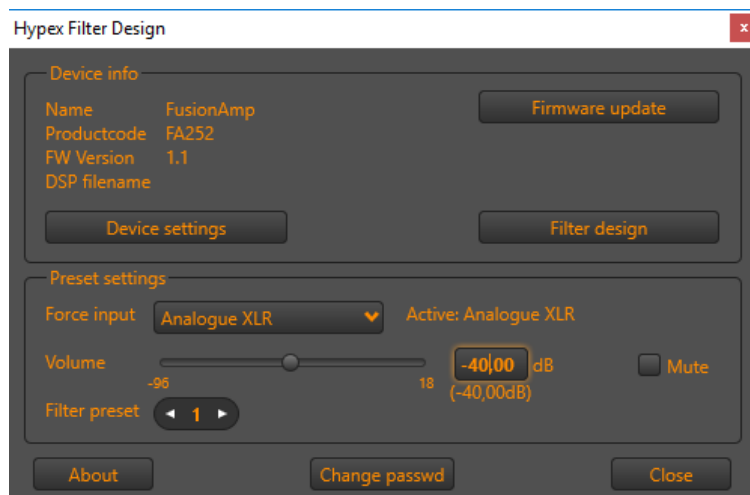 Hypex Filter Design
x
Device info
Name FusionAmp
Firmware update
Productcode FA252
FW Version 1.1
DSP filename
Device settings
Filter design
Preset settings
Force input Analogue XLR Active: Analogue XLR
Volume -40,00 dB Mute
-96 18 (-40,00dB)
Filter preset 1
About Change passwd Close